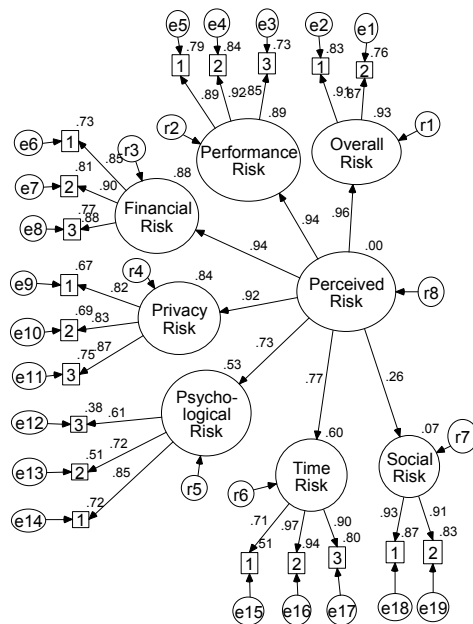 e5 e4 e3 e2 e1
.79 .84 .73 .83 .76
1 2 3 1 2
.89 .92 .85 .91 .87
r2 .89 .93 r1
Performance
Risk
Overall
Risk
e6 .73 1 r3
.85 .88
e7 .81 2 .90
Financial
Risk
e8 .77 3 .88
.94 .94 .96
.00
Perceived
Risk
r8
e9 .67 1 .82
r4 .84
.92
e10 .69 2 .83
Privacy
Risk
e11 .75 3 .87
.73 .77 .26
.53
e12 .38 3 .61
Psycho-
logical
Risk
e13 .51 2 .72
e14 .72 1 .85
r5
.60 .07 r7
r6
Time
Risk
Social
Risk
.71 .97 .90 .93 .91
.51 .94 .80 .87 .83
1 2 3 1 2
e15 e16 e17 e18 e19